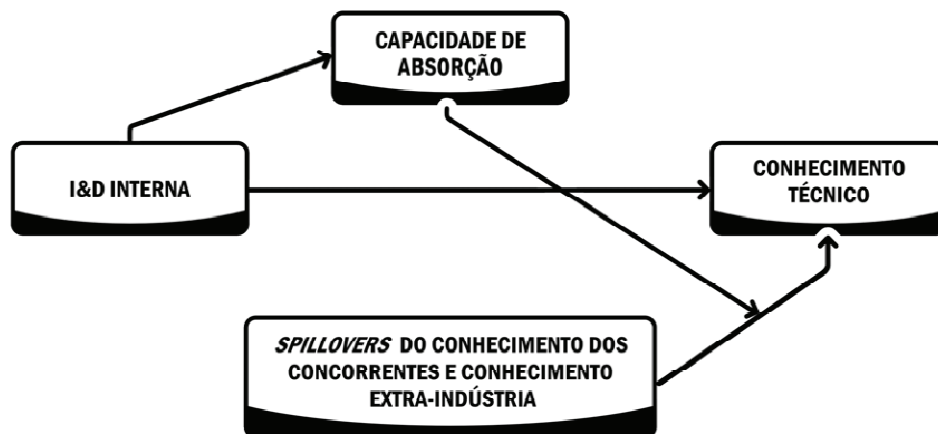 CAPACIDADE DE
ABSORÇÃO
I&D INTERNA
CONHECIMENTO
TÉCNICO
SPILLOVERS DO CONHECIMENTO DOS
CONCORRENTES E CONHECIMENTO
EXTRA-INDÚSTRIA